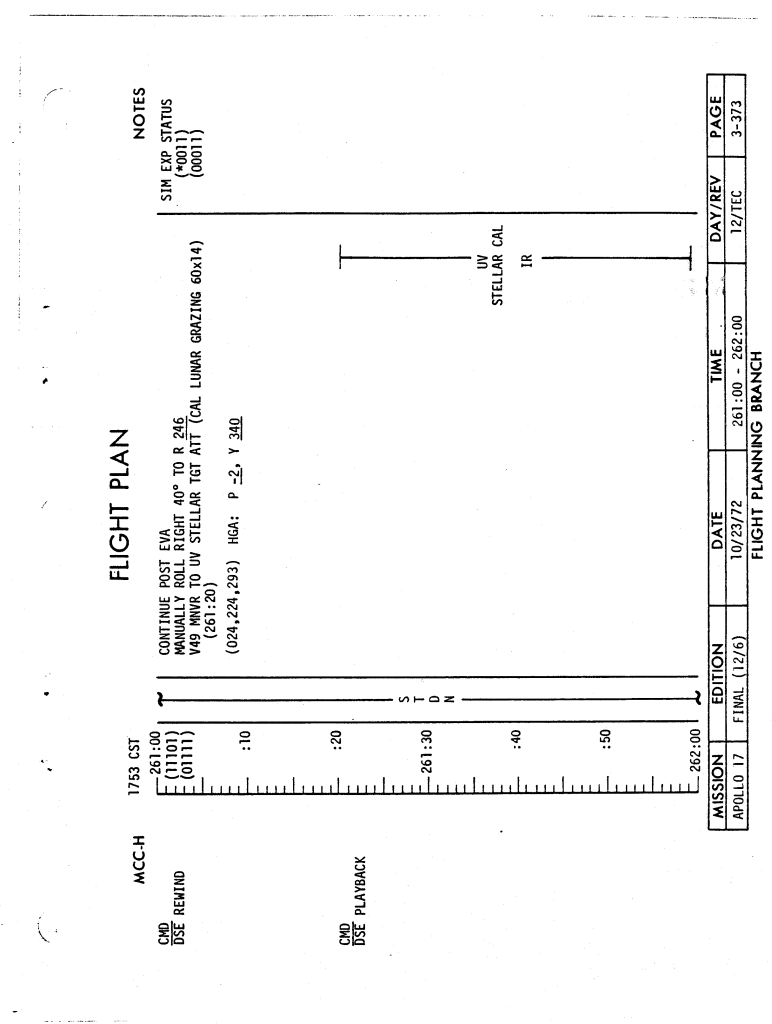 FLIGHT PLAN
MCC-H
1753 CST
NOTES
CMD
DSE REWIND
261:00
(11101)
(01111)
CONTINUE POST EVA
MANUALLY ROLL RIGHT 40° TO R 246
V49 MNVR TO UV STELLAR TGT ATT (CAL LUNAR GRAZING 60x14)
(261:20)
(024,224,293) HGA: P -2, Y 340
SIM EXP STATUS
(*0011)
(00011)
:10
CMD
DSE PLAYBACK
:20
261:30
S T D N
UV
STELLAR CAL
IR
:40
:50
262:00
MISSION EDITION DATE TIME DAY/REV PAGE
APOLLO 17 FINAL (12/6) 10/23/72 261:00 - 262:00 12/TEC 3-373
FLIGHT PLANNING BRANCH